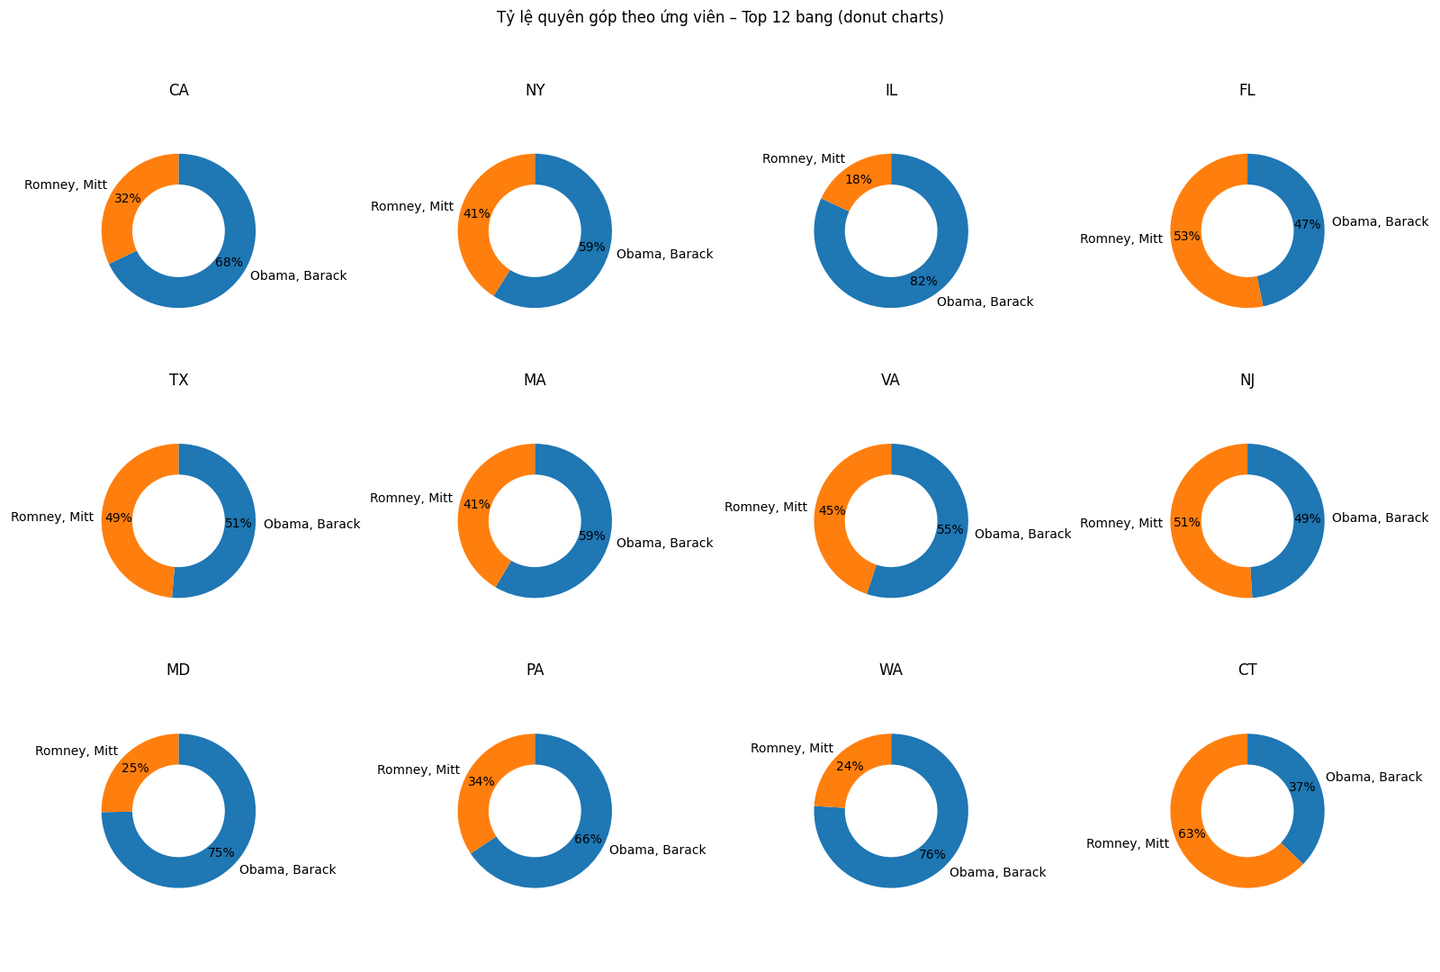 Tỷ lệ quyên góp theo ứng viên – Top 12 bang (donut charts)
CA
Romney, Mitt
32%
68%
Obama, Barack
NY
Romney, Mitt
41%
59%
Obama, Barack
IL
Romney, Mitt
18%
82%
Obama, Barack
FL
47%
Obama, Barack
Romney, Mitt
53%
TX
Romney, Mitt
49%
51%
Obama, Barack
MA
Romney, Mitt
41%
59%
Obama, Barack
VA
Romney, Mitt
45%
55%
Obama, Barack
NJ
Romney, Mitt
51%
49%
Obama, Barack
MD
Romney, Mitt
25%
75%
Obama, Barack
PA
Romney, Mitt
34%
66%
Obama, Barack
WA
Romney, Mitt
24%
76%
Obama, Barack
CT
Obama, Barack
37%
63%
Romney, Mitt